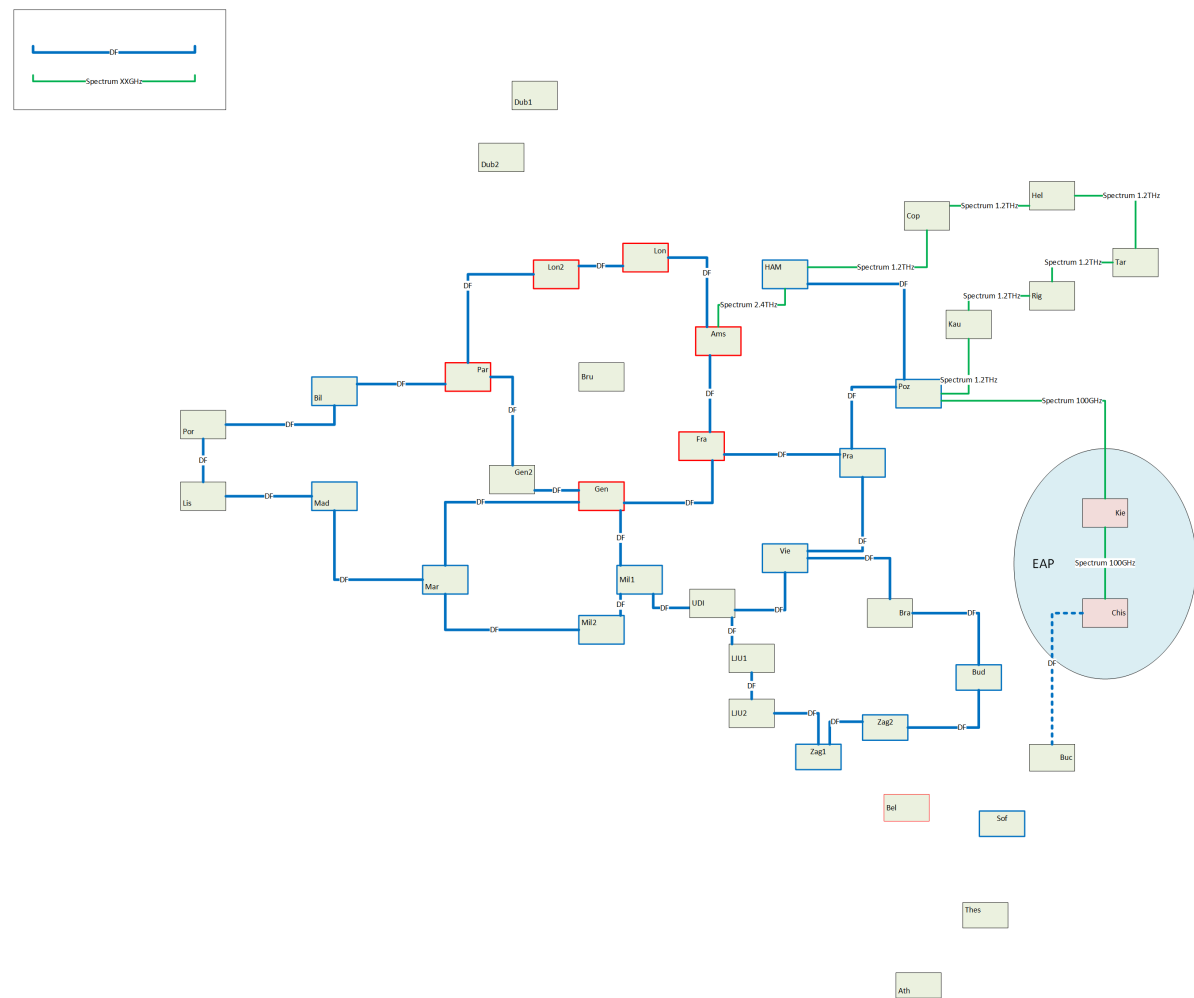 DF
Spectrum XXGHz
Dub1
Dub2
Hel
Spectrum 1.2THz
Cop
Spectrum 1.2THz
Lon
Lon2
DF
DF
HAM
Spectrum 1.2THz
Spectrum 1.2THz
Tar
DF
DF
Spectrum 1.2THz
Rig
Spectrum 2.4THz
Kau
Ams
Par
Bru
Spectrum 1.2THz
DF
Bil
DF
Poz
DF
DF
Spectrum 100GHz
DF
Por
DF
Fra
DF
Pra
DF
Gen2
Gen
DF
Lis
DF
Mad
DF
DF
Kie
DF
DF
Vie
DF
EAP
Spectrum 100GHz
DF
Mar
Mil1
UDI
DF
DF
DF
Bra
DF
Chis
Mil2
DF
DF
LJU1
DF
Bud
DF
LJU2
DF
DF
Zag2
DF
Zag1
Buc
Bel
Sof
Thes
Ath